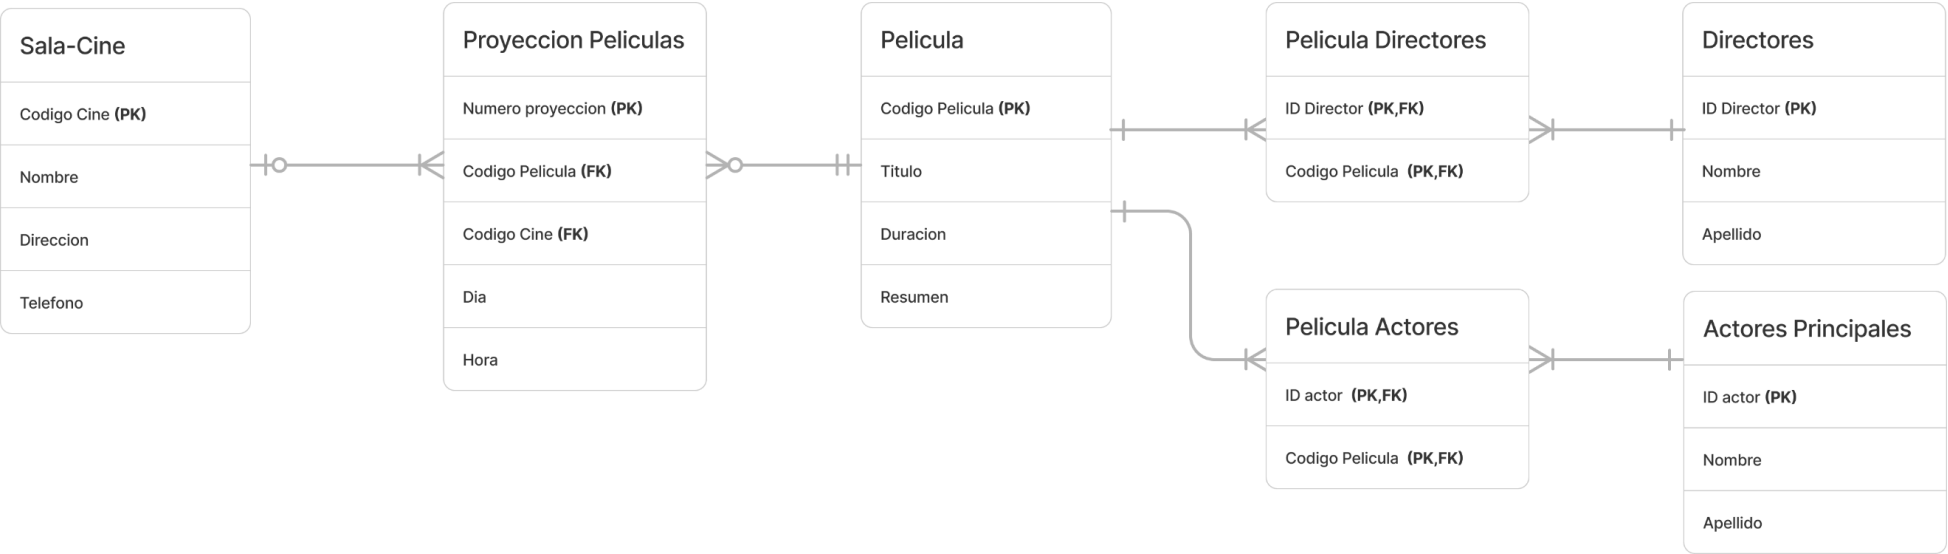 Sala-Cine
Codigo Cine (PK)
Nombre
Direccion
Telefono
Proyeccion Peliculas
Numero proyeccion (PK)
Codigo Pelicula (FK)
Codigo Cine (FK)
Dia
Hora
Pelicula
Codigo Pelicula (PK)
Titulo
Duracion
Resumen
Pelicula Directores
ID Director (PK,FK)
Codigo Pelicula (PK,FK)
Directores
ID Director (PK)
Nombre
Apellido
Pelicula Actores
ID actor (PK,FK)
Codigo Pelicula (PK,FK)
Actores Principales
ID actor (PK)
Nombre
Apellido